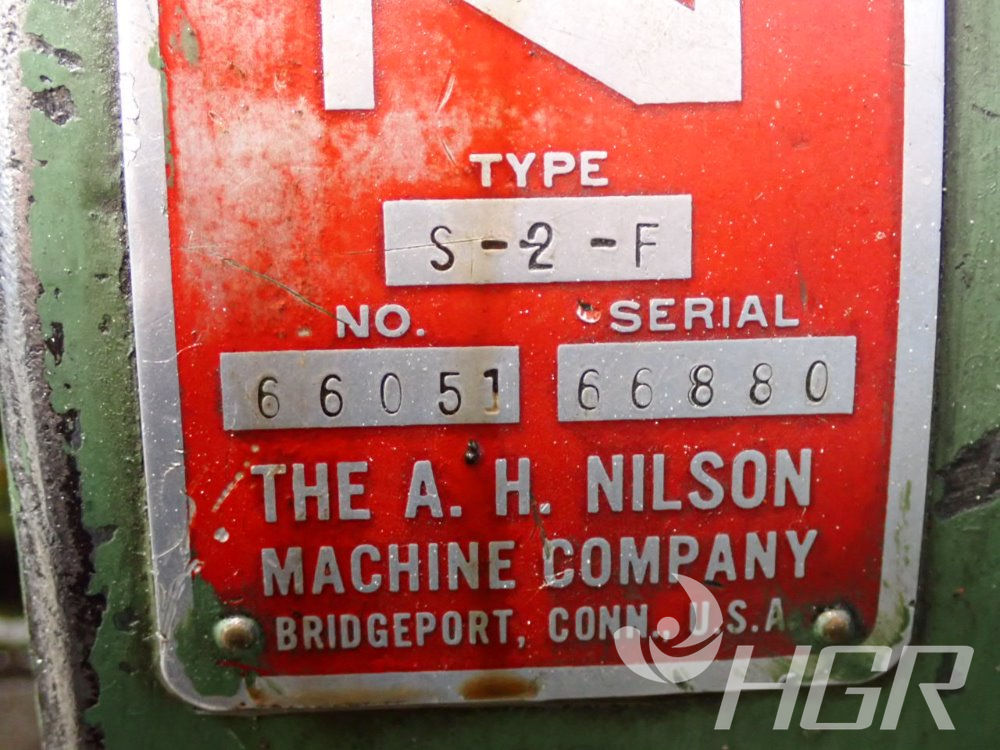 N
TYPE
S-2-F
NO. SERIAL
66051 66880
THE A. H. NILSON
MACHINE COMPANY
BRIDGEPORT, CONN., U.S.A.
HGR